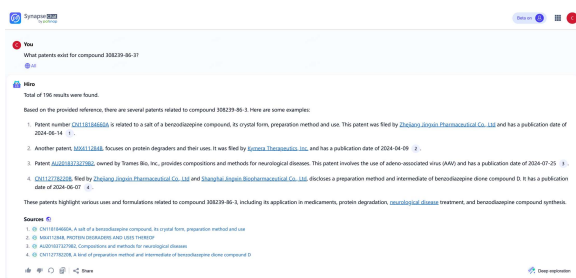 SynapseChat
by patsnap
Beta on
C
C
You
What patents exist for compound 308239-86-3?
All
Hiro
Total of 196 results were found.
Based on the provided reference, there are several patents related to compound 308239-86-3. Here are some examples:
1. Patent number CN118184660A is related to a salt of a benzodiazepine compound, its crystal form, preparation method and use. This patent was filed by Zhejiang Jingxin Pharmaceutical Co., Ltd and has a publication date of
2024-06-14 1 .
2. Another patent, MX411284B, focuses on protein degraders and their uses. It was filed by Kymera Therapeutics, Inc. and has a publication date of 2024-04-09 2 .
3. Patent AU2018373279B2, owned by Trames Bio, Inc., provides compositions and methods for neurological diseases. This patent involves the use of adeno-associated virus (AAV) and has a publication date of 2024-07-25 3 .
4. CN112778220B, filed by Zhejiang Jingxin Pharmaceutical Co., Ltd and Shanghai Jingxin Biopharmaceutical Co., Ltd, discloses a preparation method and intermediate of benzodiazepine dione compound D. It has a publication
date of 2024-06-07 4 .
These patents highlight various uses and formulations related to compound 308239-86-3, including its application in medicaments, protein degradation, neurological disease treatment, and benzodiazepine compound synthesis.
Sources
1. CN118184660A, A salt of a benzodiazepine compound, its crystal form, preparation method and use
2. MX411284B, PROTEIN DEGRADERS AND USES THEREOF
3. AU2018373279B2, Compositions and methods for neurological diseases
4. CN112778220B, A kind of preparation method and intermediate of benzodiazepine dione compound D
Share
Deep exploration